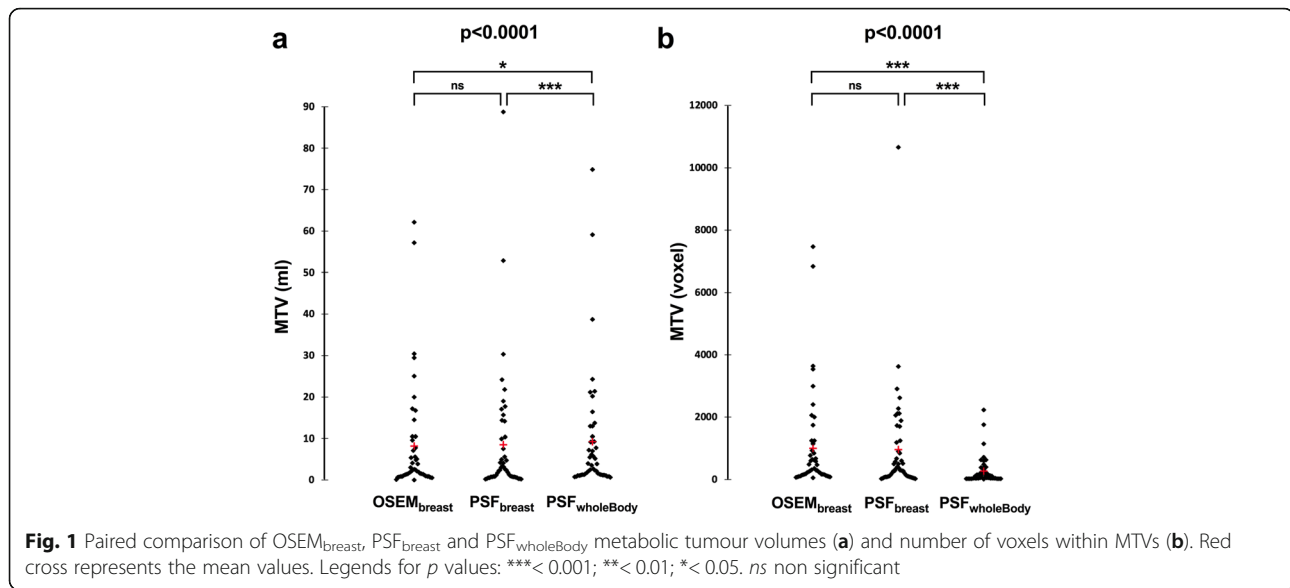 a
p<0.0001
*
ns
***
90
80
70
60
50
40
30
20
10
0
MTV (ml)
OSEMbreast PSFbreast PSFwholeBody
b
p<0.0001
***
ns
***
12000
10000
8000
6000
4000
2000
0
MTV (voxel)
OSEMbreast PSFbreast PSFwholeBody
Fig. 1 Paired comparison of OSEMbreast, PSFbreast and PSFwholeBody metabolic tumour volumes (a) and number of voxels within MTVs (b). Red
cross represents the mean values. Legends for p values: ***< 0.001; **< 0.01; *< 0.05. ns non significant